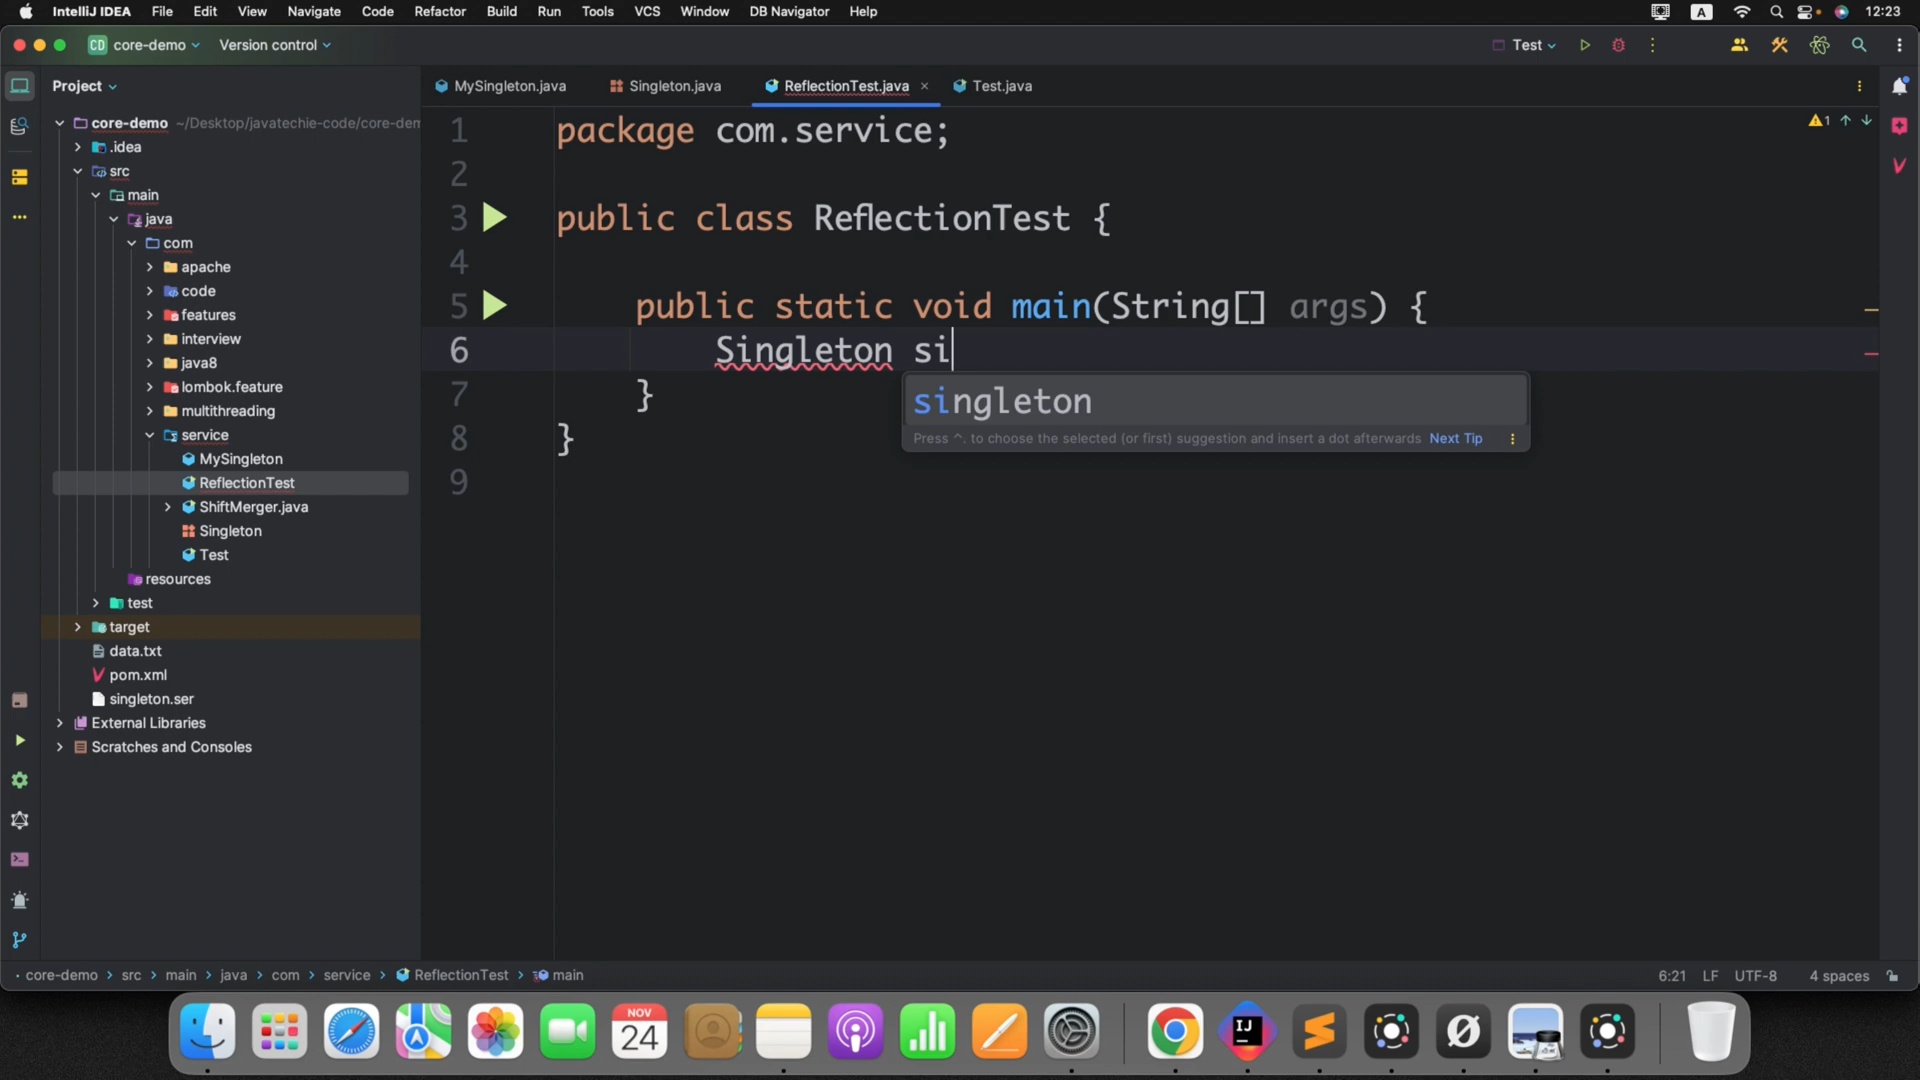 IntelliJ IDEA File Edit View Navigate Code Refactor Build Run Tools VCS Window DB Navigator Help A 12:23
CD core-demo Version control Test
Project
MySingleton.java Singleton.java ReflectionTest.java Test.java
core-demo ~/Desktop/javatechie-code/core-dem
.idea
src
main
java
com
apache
code
features
interview
java8
lombok.feature
multithreading
service
MySingleton
ReflectionTest
ShiftMerger.java
Singleton
Test
resources
test
target
data.txt
pom.xml
singleton.ser
External Libraries
Scratches and Consoles
1 package com.service;
2
3 public class ReflectionTest {
4
5 public static void main(String[] args) {
6 Singleton si
7 }
8 }
9
1
singleton
Press ^. to choose the selected (or first) suggestion and insert a dot afterwards Next Tip
core-demo > src > main > java > com > service > ReflectionTest > main 6:21 LF UTF-8 4 spaces
NOV
24
IJ